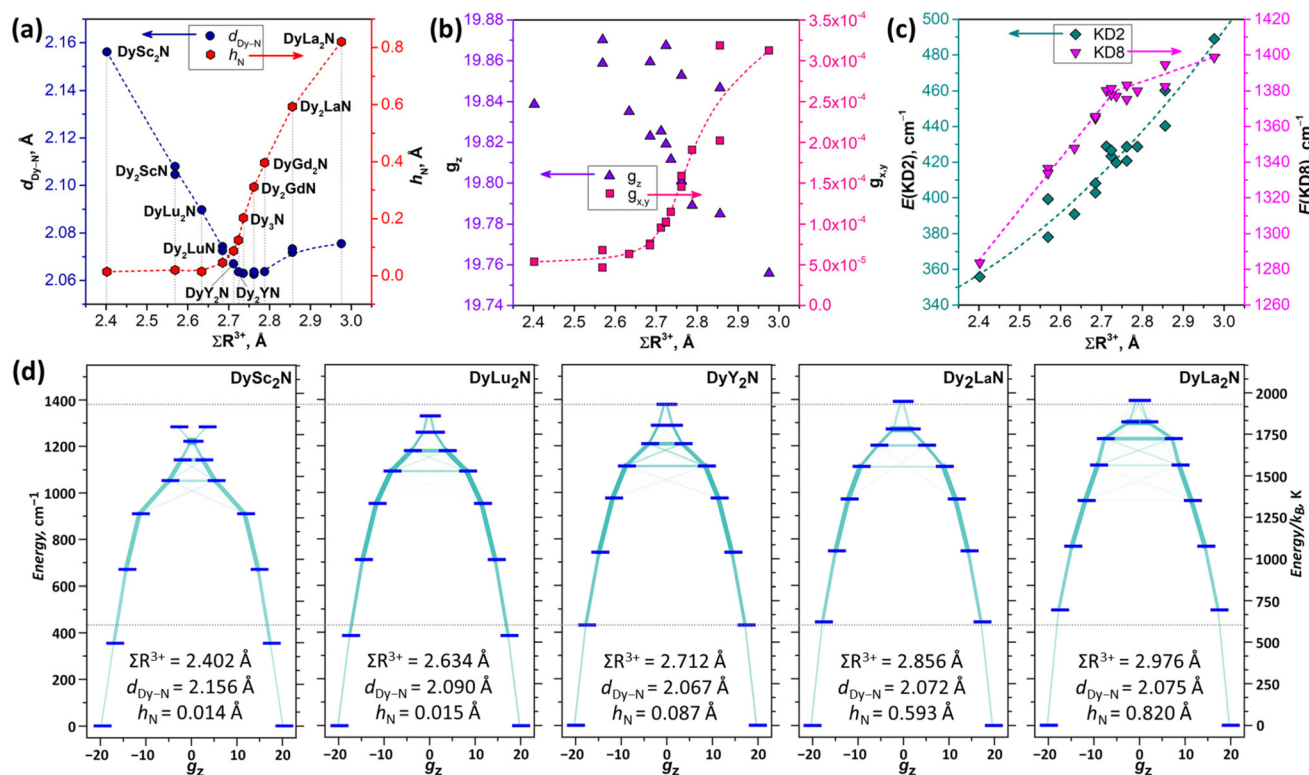 (a)
d_Dy–N
h_N
DySc₂N
DyLa₂N
Dy₂LaN
Dy₂ScN
DyGd₂N
DyLu₂N
Dy₂GdN
Dy₃N
Dy₂LuN
DyY₂N
Dy₂YN
2.16
2.14
2.12
2.10
2.08
2.06
d_Dy–N, Å
0.8
0.6
0.4
0.2
0.0
h_N, Å
2.4 2.5 2.6 2.7 2.8 2.9 3.0
ΣR³⁺, Å
(b)
g_z
g_x,y
19.88
19.86
19.84
19.82
19.80
19.78
19.76
19.74
g_z
3.5x10⁻⁴
3.0x10⁻⁴
2.5x10⁻⁴
2.0x10⁻⁴
1.5x10⁻⁴
1.0x10⁻⁴
5.0x10⁻⁵
0.0
g_x,y
2.4 2.5 2.6 2.7 2.8 2.9 3.0
ΣR³⁺, Å
(c)
KD2
KD8
500
480
460
440
420
400
380
360
340
E(KD2), cm⁻¹
1420
1400
1380
1360
1340
1320
1300
1280
1260
E(KD8), cm⁻¹
2.4 2.5 2.6 2.7 2.8 2.9 3.0
ΣR³⁺, Å
(d)
Energy, cm⁻¹
1400
1200
1000
800
600
400
200
0
DySc₂N
ΣR³⁺ = 2.402 Å
d_Dy–N = 2.156 Å
h_N = 0.014 Å
−20 −10 0 10 20
g_z
DyLu₂N
ΣR³⁺ = 2.634 Å
d_Dy–N = 2.090 Å
h_N = 0.015 Å
−20 −10 0 10 20
g_z
DyY₂N
ΣR³⁺ = 2.712 Å
d_Dy–N = 2.067 Å
h_N = 0.087 Å
−20 −10 0 10 20
g_z
Dy₂LaN
ΣR³⁺ = 2.856 Å
d_Dy–N = 2.072 Å
h_N = 0.593 Å
−20 −10 0 10 20
g_z
DyLa₂N
ΣR³⁺ = 2.976 Å
d_Dy–N = 2.075 Å
h_N = 0.820 Å
−20 −10 0 10 20
g_z
2000
1750
1500
1250
1000
750
500
250
0
Energy/k_B, K